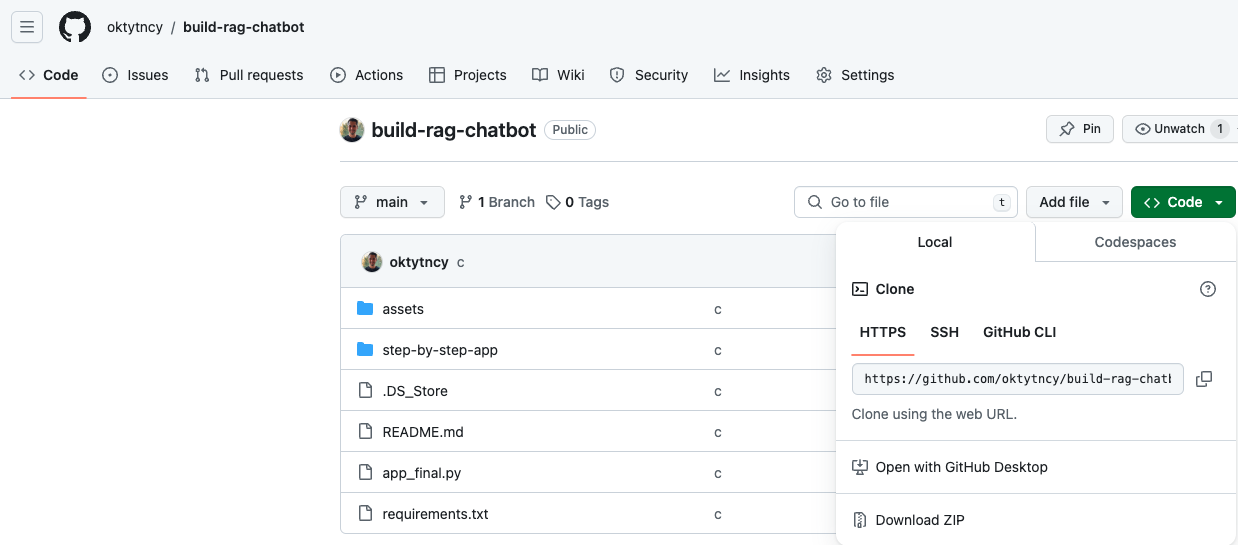 oktytncy / build-rag-chatbot
Code Issues Pull requests Actions Projects Wiki Security Insights Settings
build-rag-chatbot Public Pin Unwatch 1
main 1 Branch 0 Tags Go to file t Add file Code
Local Codespaces
oktytncy c
Clone
assets c
HTTPS SSH GitHub CLI
step-by-step-app c
https://github.com/oktytncy/build-rag-chatb
.DS_Store c
Clone using the web URL.
README.md c
Open with GitHub Desktop
app_final.py c
requirements.txt c
Download ZIP